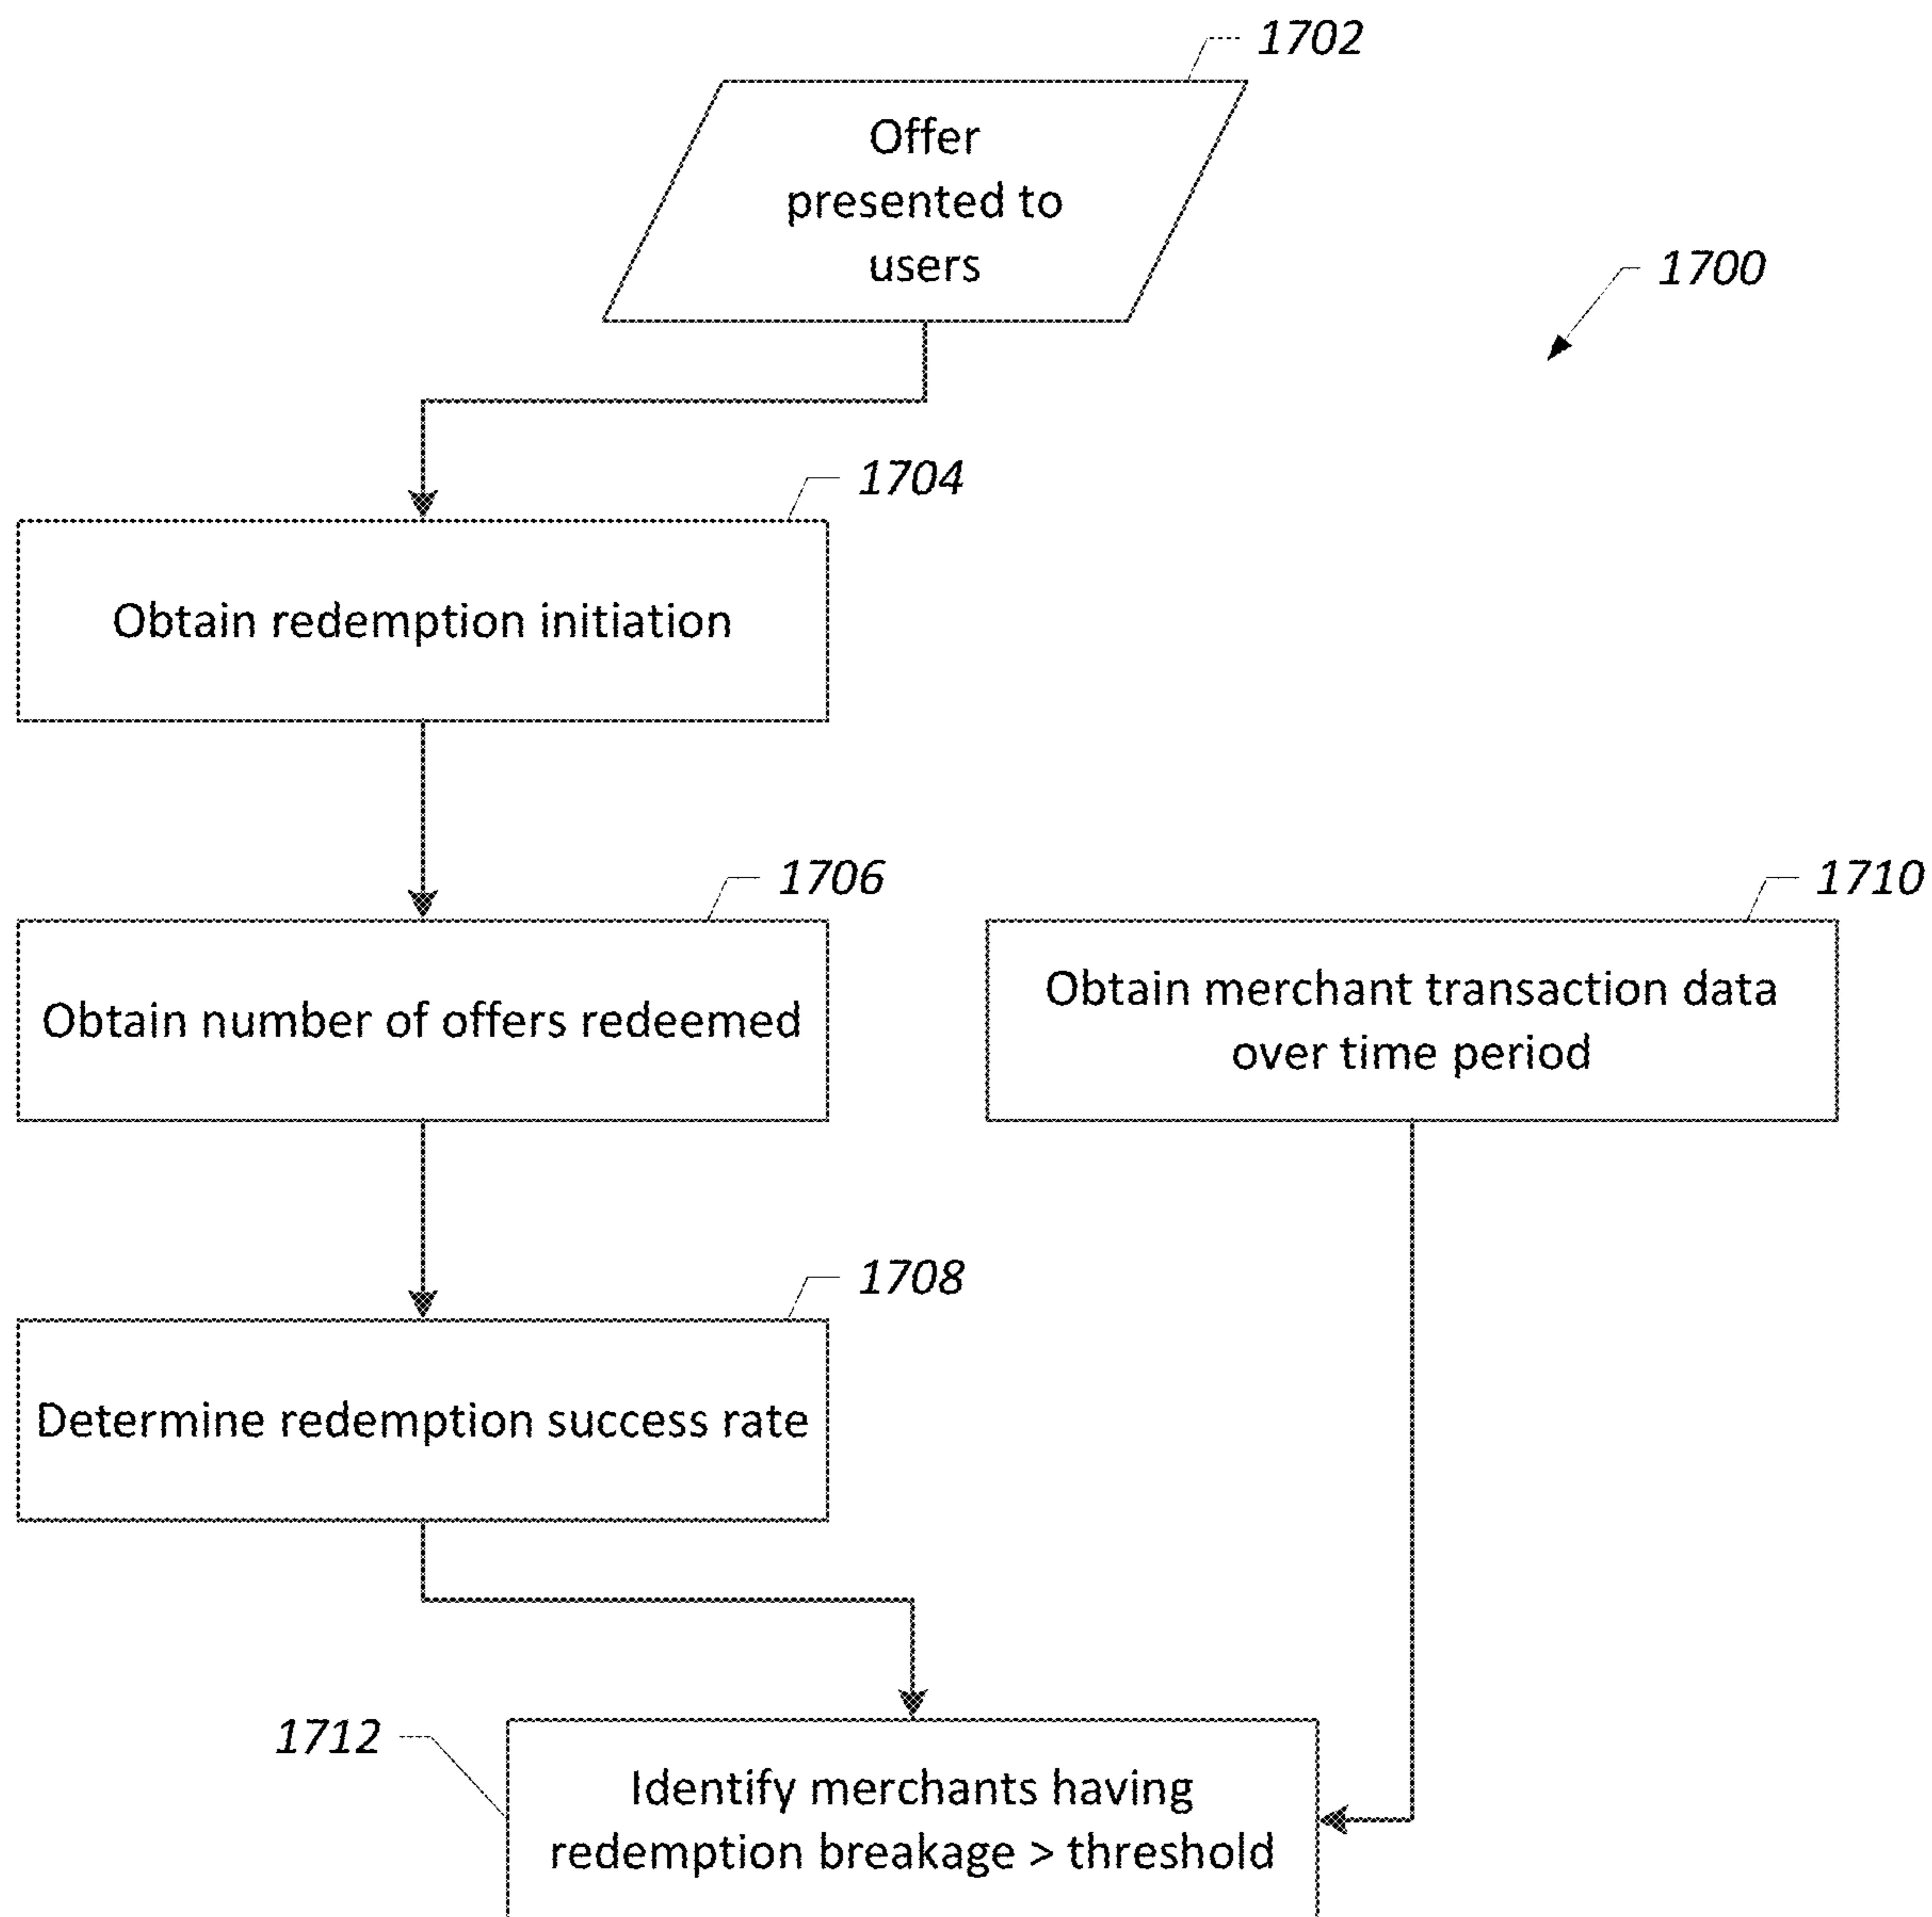 1702
Offer
presented to
users
1700
1704
Obtain redemption initiation
1706
Obtain number of offers redeemed
1710
Obtain merchant transaction data
over time period
1708
Determine redemption success rate
1712
Identify merchants having
redemption breakage > threshold